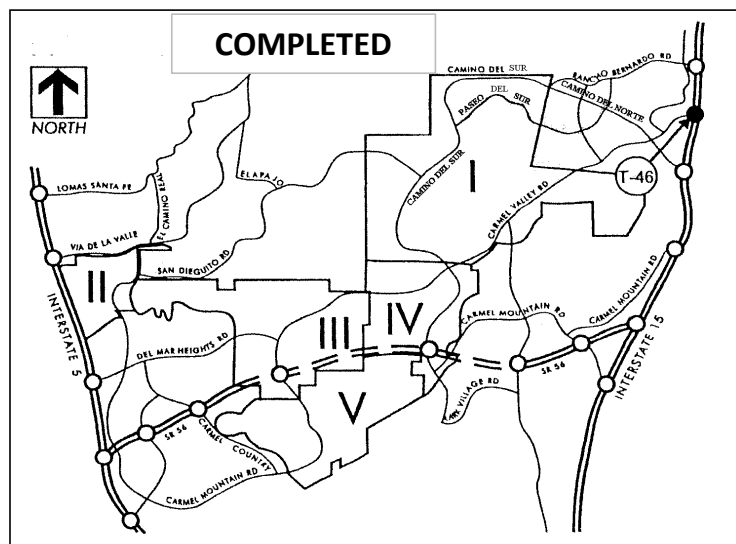 COMPLETED
NORTH
CAMINO DEL SUR
RANCHO BERNARDO RD
PASEO DEL SUR
CAMINO DEL NORTE
T-46
LOMAS SANTA FE
EL CAMINO REAL
EL APAJO
CAMINO DEL SUR
I
CARMEL VALLEY RD
VIA DE LA VALLE
SAN DIEGUITO RD
II
INTERSTATE 5
III
IV
CARMEL MOUNTAIN RD
CARMEL MOUNTAIN RD
DEL MAR HEIGHTS RD
INTERSTATE 15
SR 56
V
PARK VILLAGE RD
SR 56
CARMEL COUNTRY
CARMEL MOUNTAIN RD